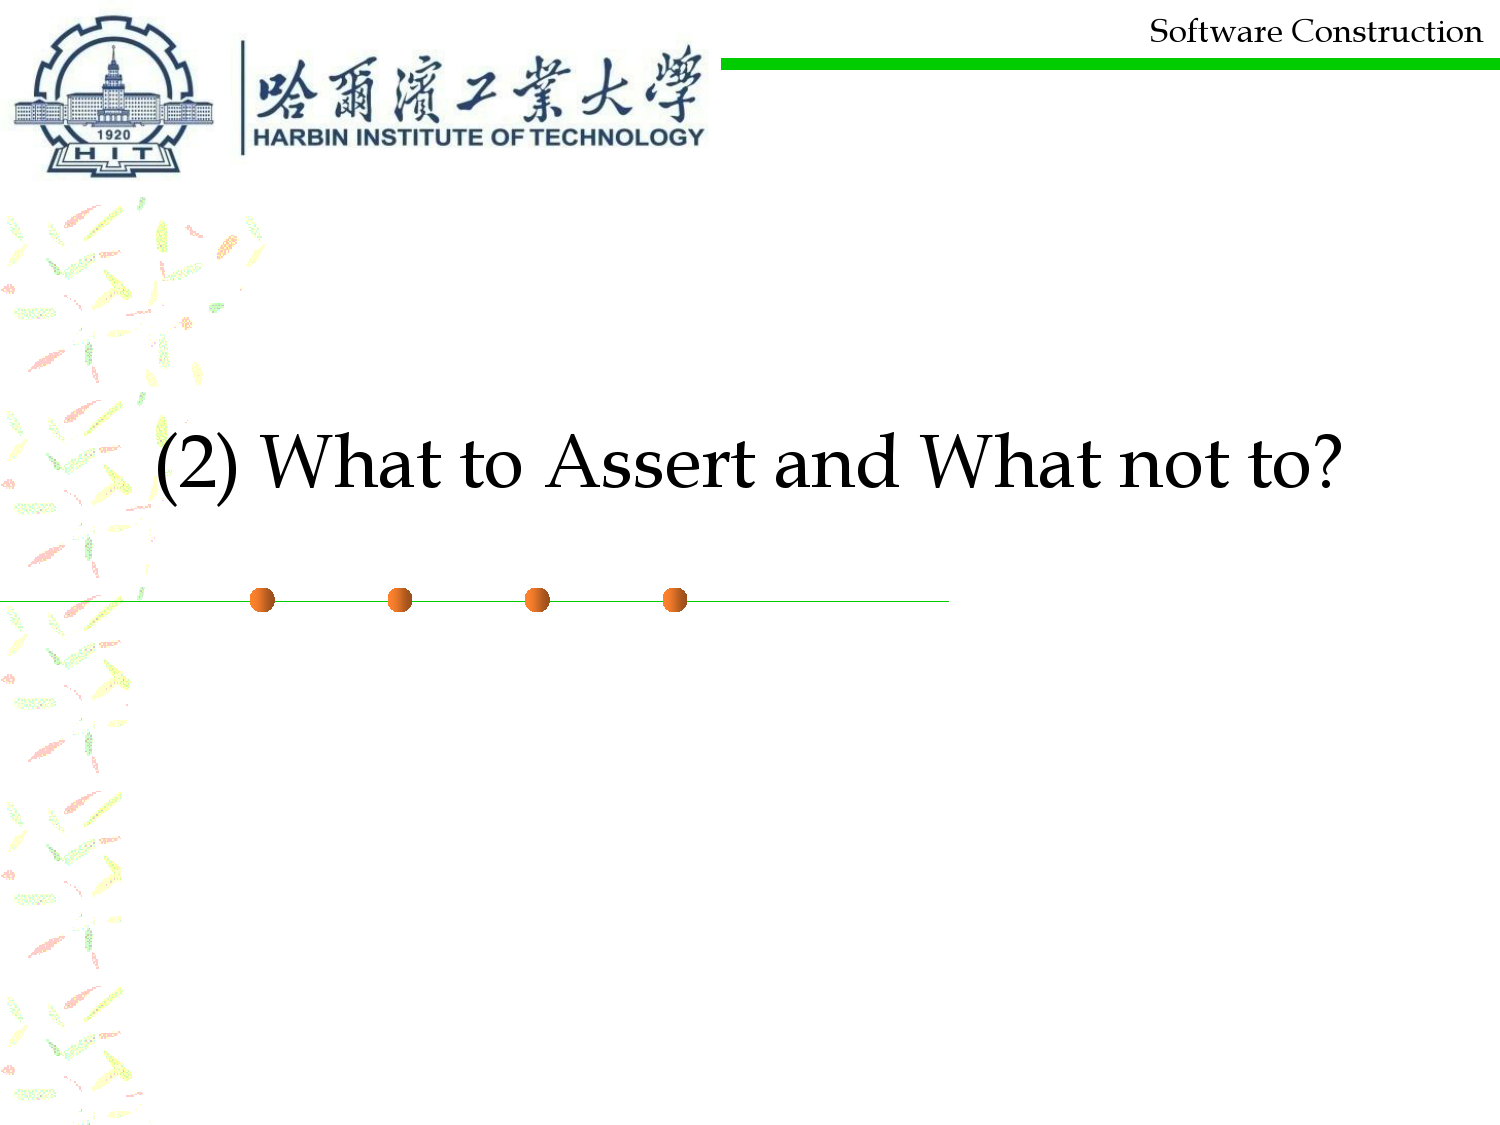 Software Construction
哈爾濱工業大學
HARBIN INSTITUTE OF TECHNOLOGY
1920
HIT
(2) What to Assert and What not to?